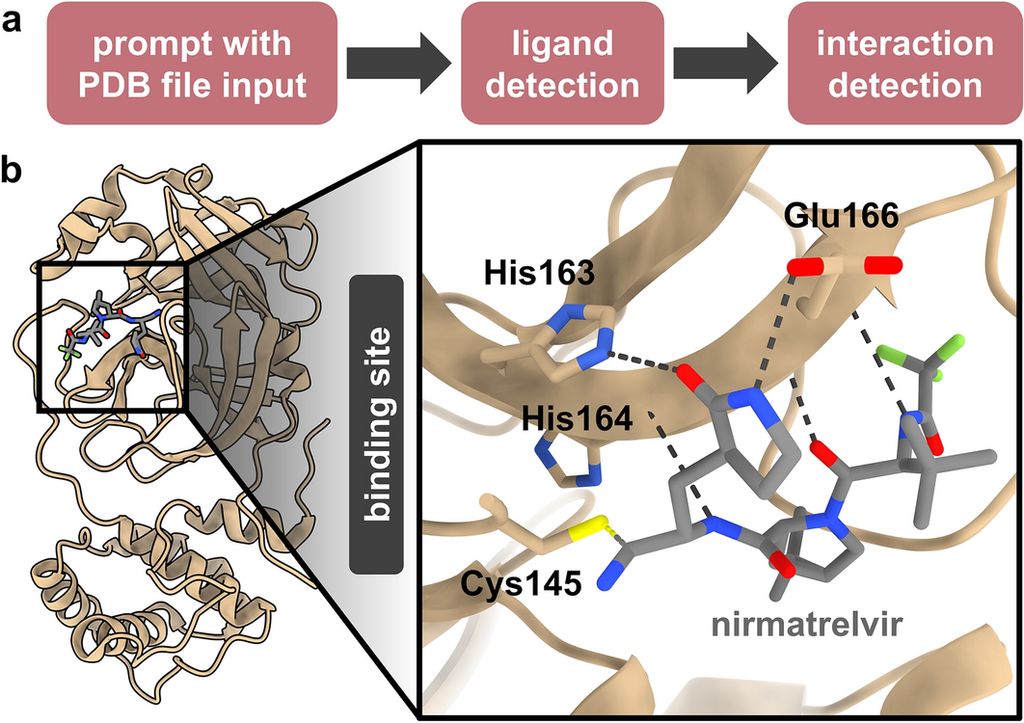 a
prompt with
PDB file input
ligand
detection
interaction
detection
b
binding site
Glu166
His163
His164
Cys145
nirmatrelvir